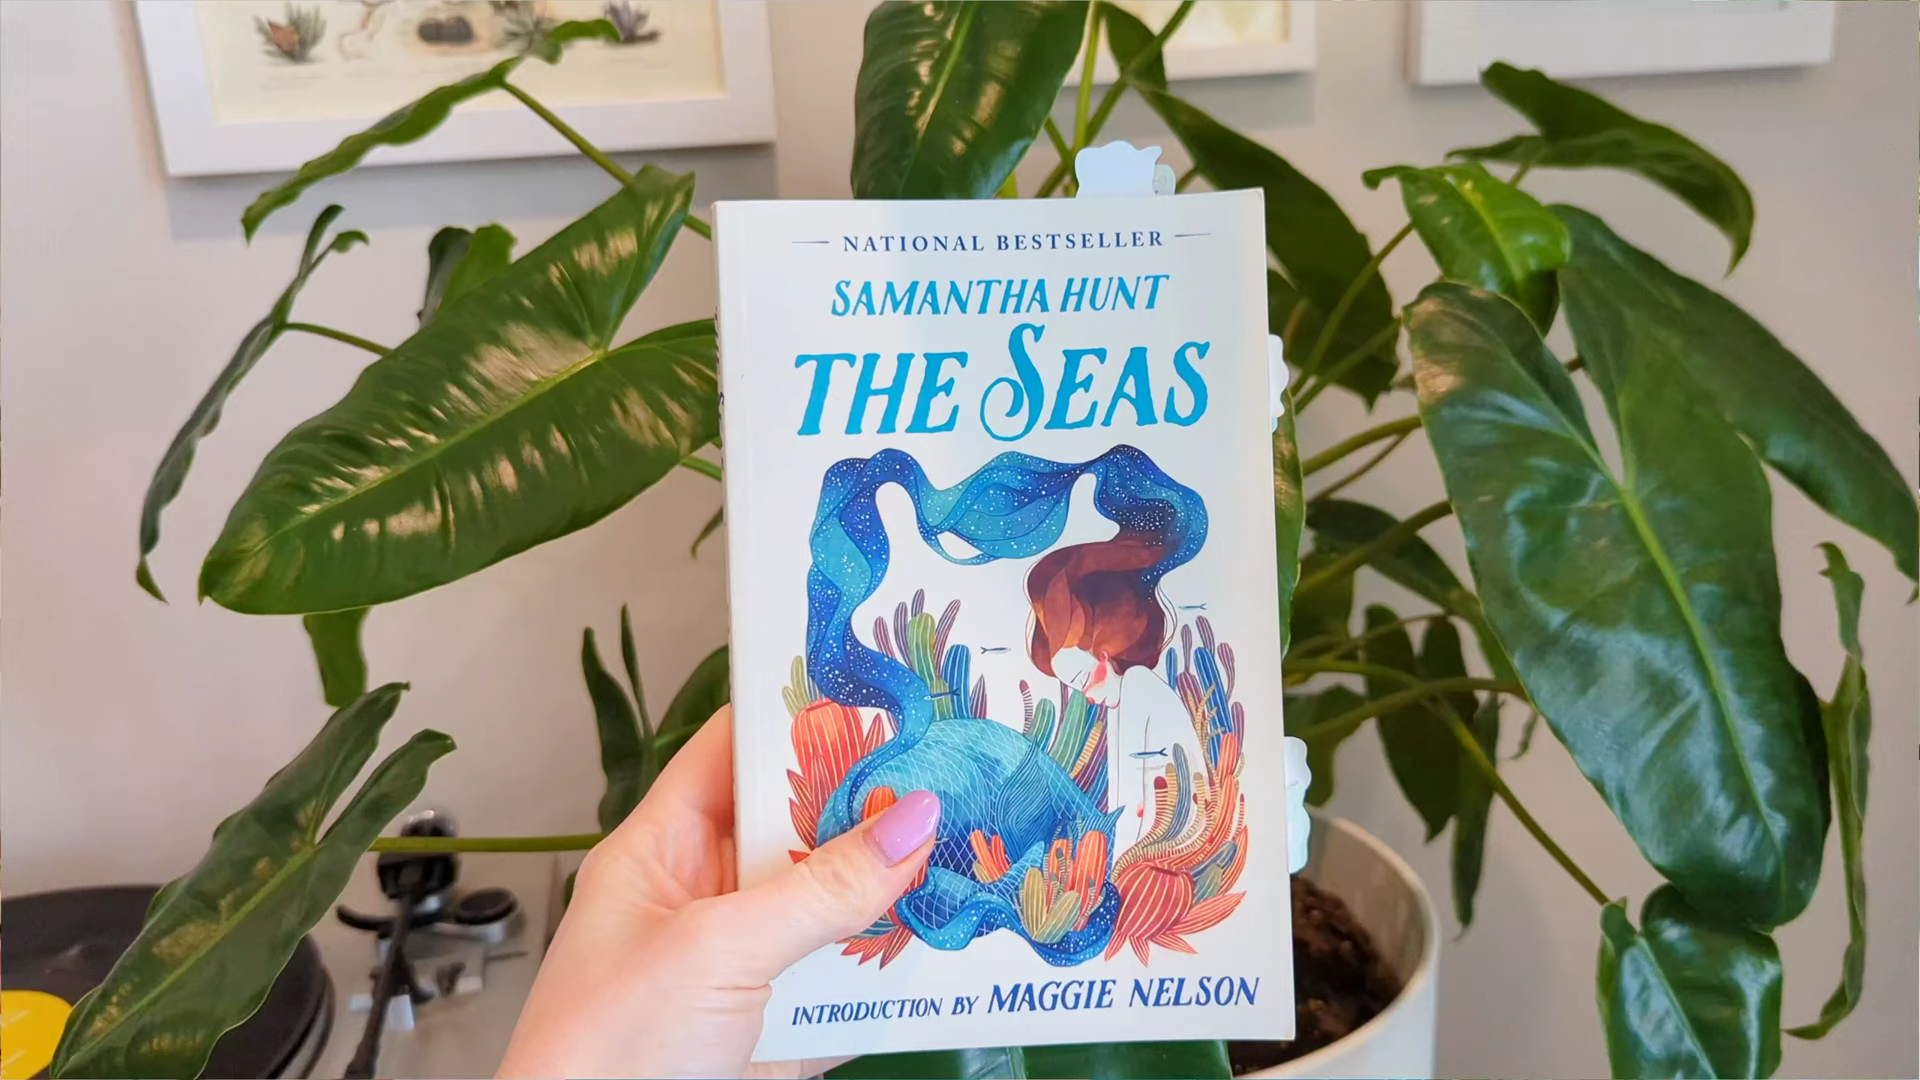 NATIONAL BESTSELLER
SAMANTHA HUNT
THE SEAS
INTRODUCTION BY MAGGIE NELSON